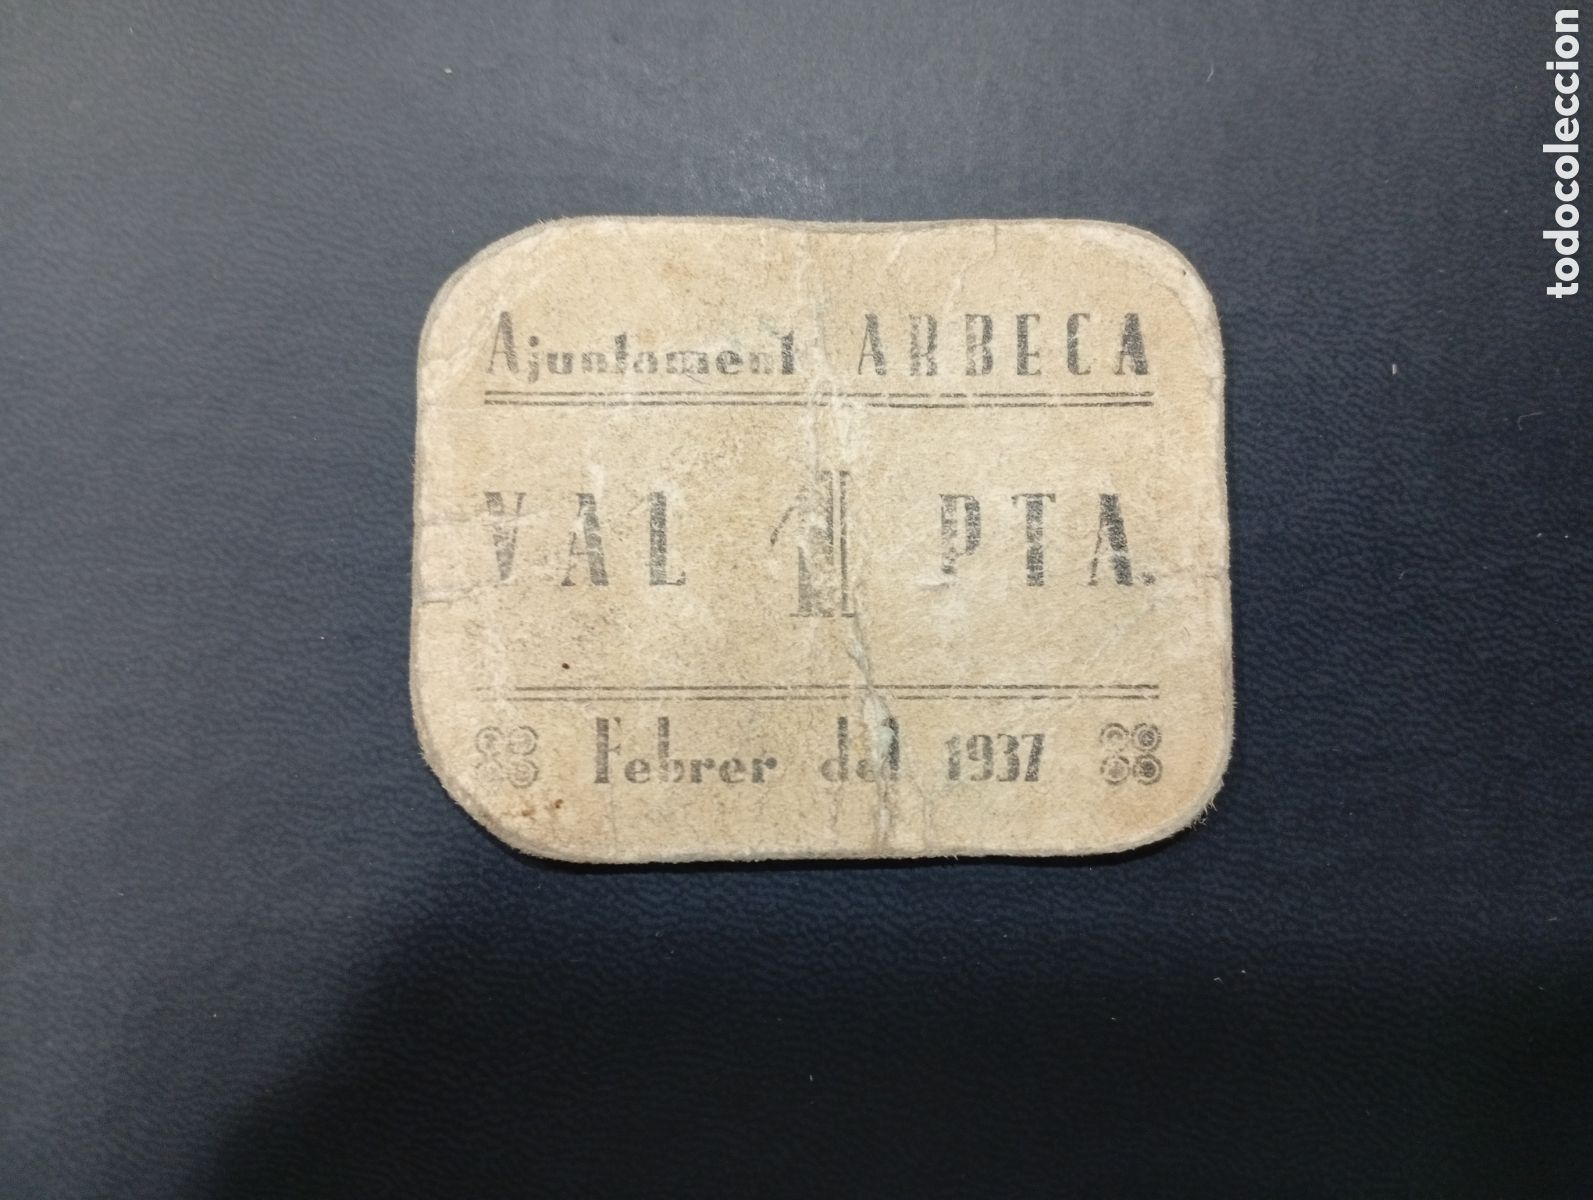 Ajuntament ARBECA
VAL 1 PTA.
Febrer del 1937
todocoleccion